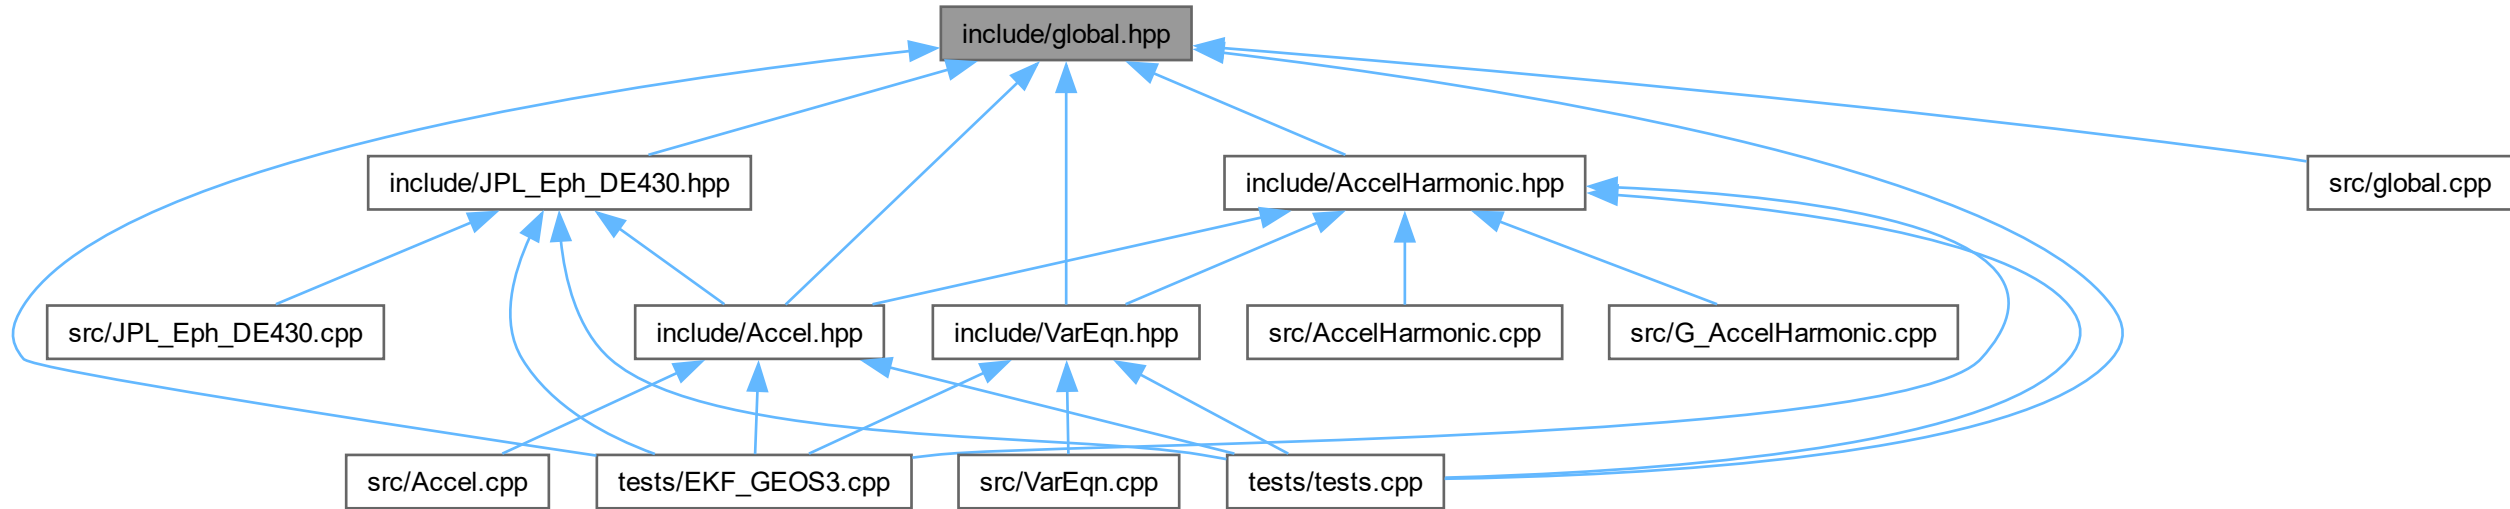 include/global.hpp
include/JPL_Eph_DE430.hpp
include/AccelHarmonic.hpp
src/global.cpp
src/JPL_Eph_DE430.cpp
include/Accel.hpp
include/VarEqn.hpp
src/AccelHarmonic.cpp
src/G_AccelHarmonic.cpp
src/Accel.cpp
tests/EKF_GEOS3.cpp
src/VarEqn.cpp
tests/tests.cpp